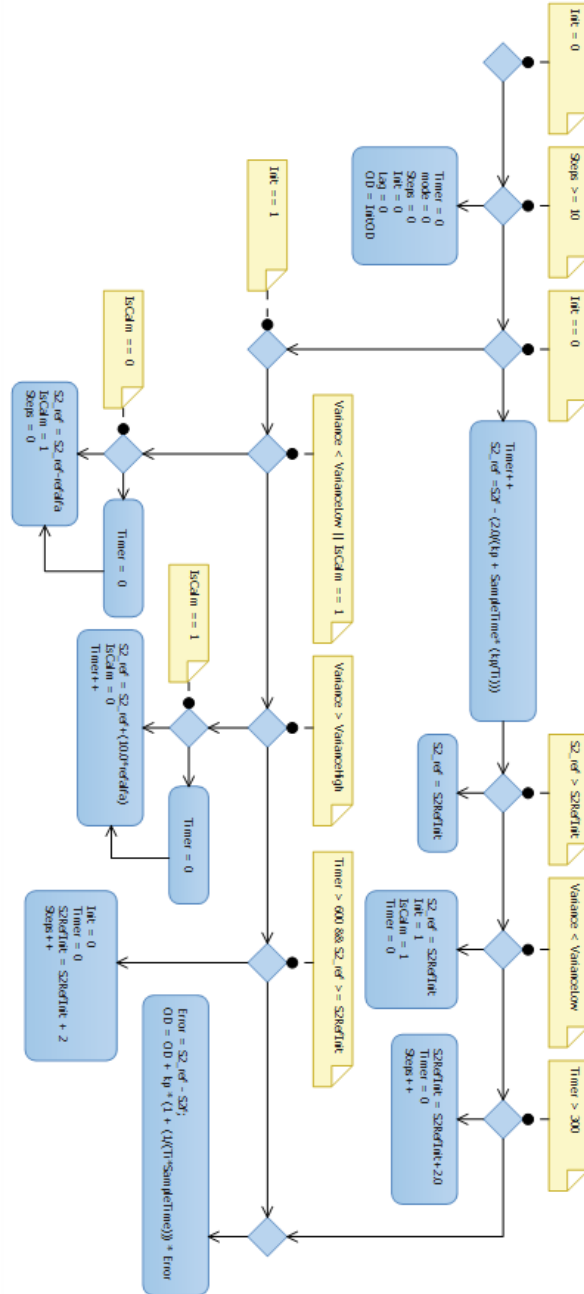 Init = 0
Steps >= 10
Timer = 0
mode = 0
Steps = 0
Init = 0
Lag = 0
OD = InitOD
Init == 0
Timer++
S2_ref =S2f - (2.0/(kp + SampleTime* (kp/Ti)))
S2_ref > S2RefInit
S2_ref = S2RefInit
Variance < VarianceLow
S2_ref = S2RefInit
Init = 1
IsCalm = 1
Timer = 0
Timer > 300
S2RefInit = S2RefInit+2.0
Timer = 0
Steps++
Init == 1
Variance < VarianceLow || IsCalm == 1
IsCalm == 0
Timer = 0
S2_ref = S2_ref-refalfa
IsCalm = 1
Steps = 0
Variance > VarianceHigh
IsCalm == 1
Timer = 0
S2_ref = S2_ref+(10.0*refalfa)
IsCalm = 0
Timer++
Timer > 600 && S2_ref >= S2RefInit
Init = 0
Timer = 0
S2RefInit = S2RefInit + 2
Steps++
Error = S2_ref - S2f;
OD = OD + kp * (1 + (1/(Ti*SampleTime))) * Error